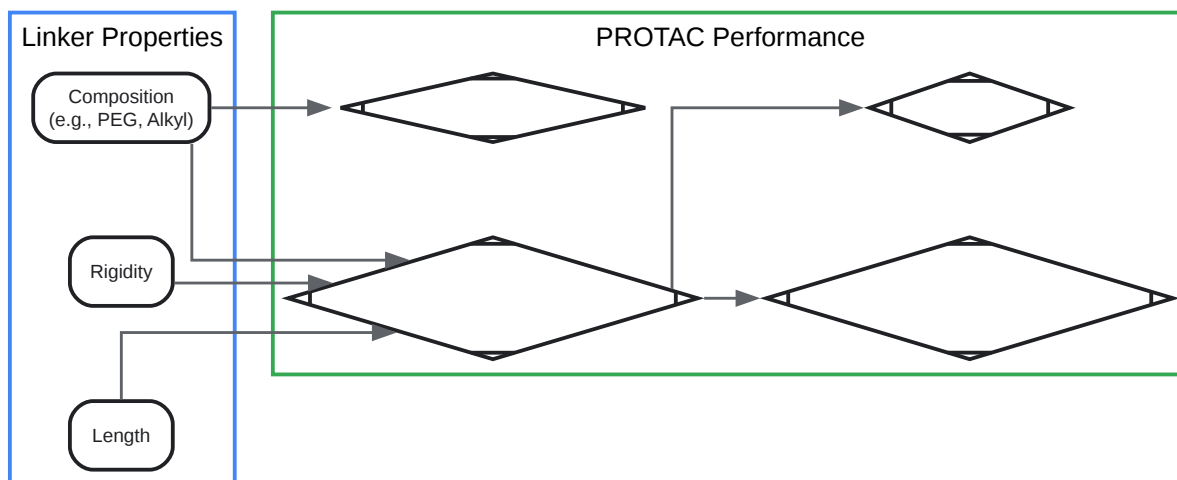 Linker Properties
PROTAC Performance
Composition
(e.g., PEG, Alkyl)
Rigidity
Length